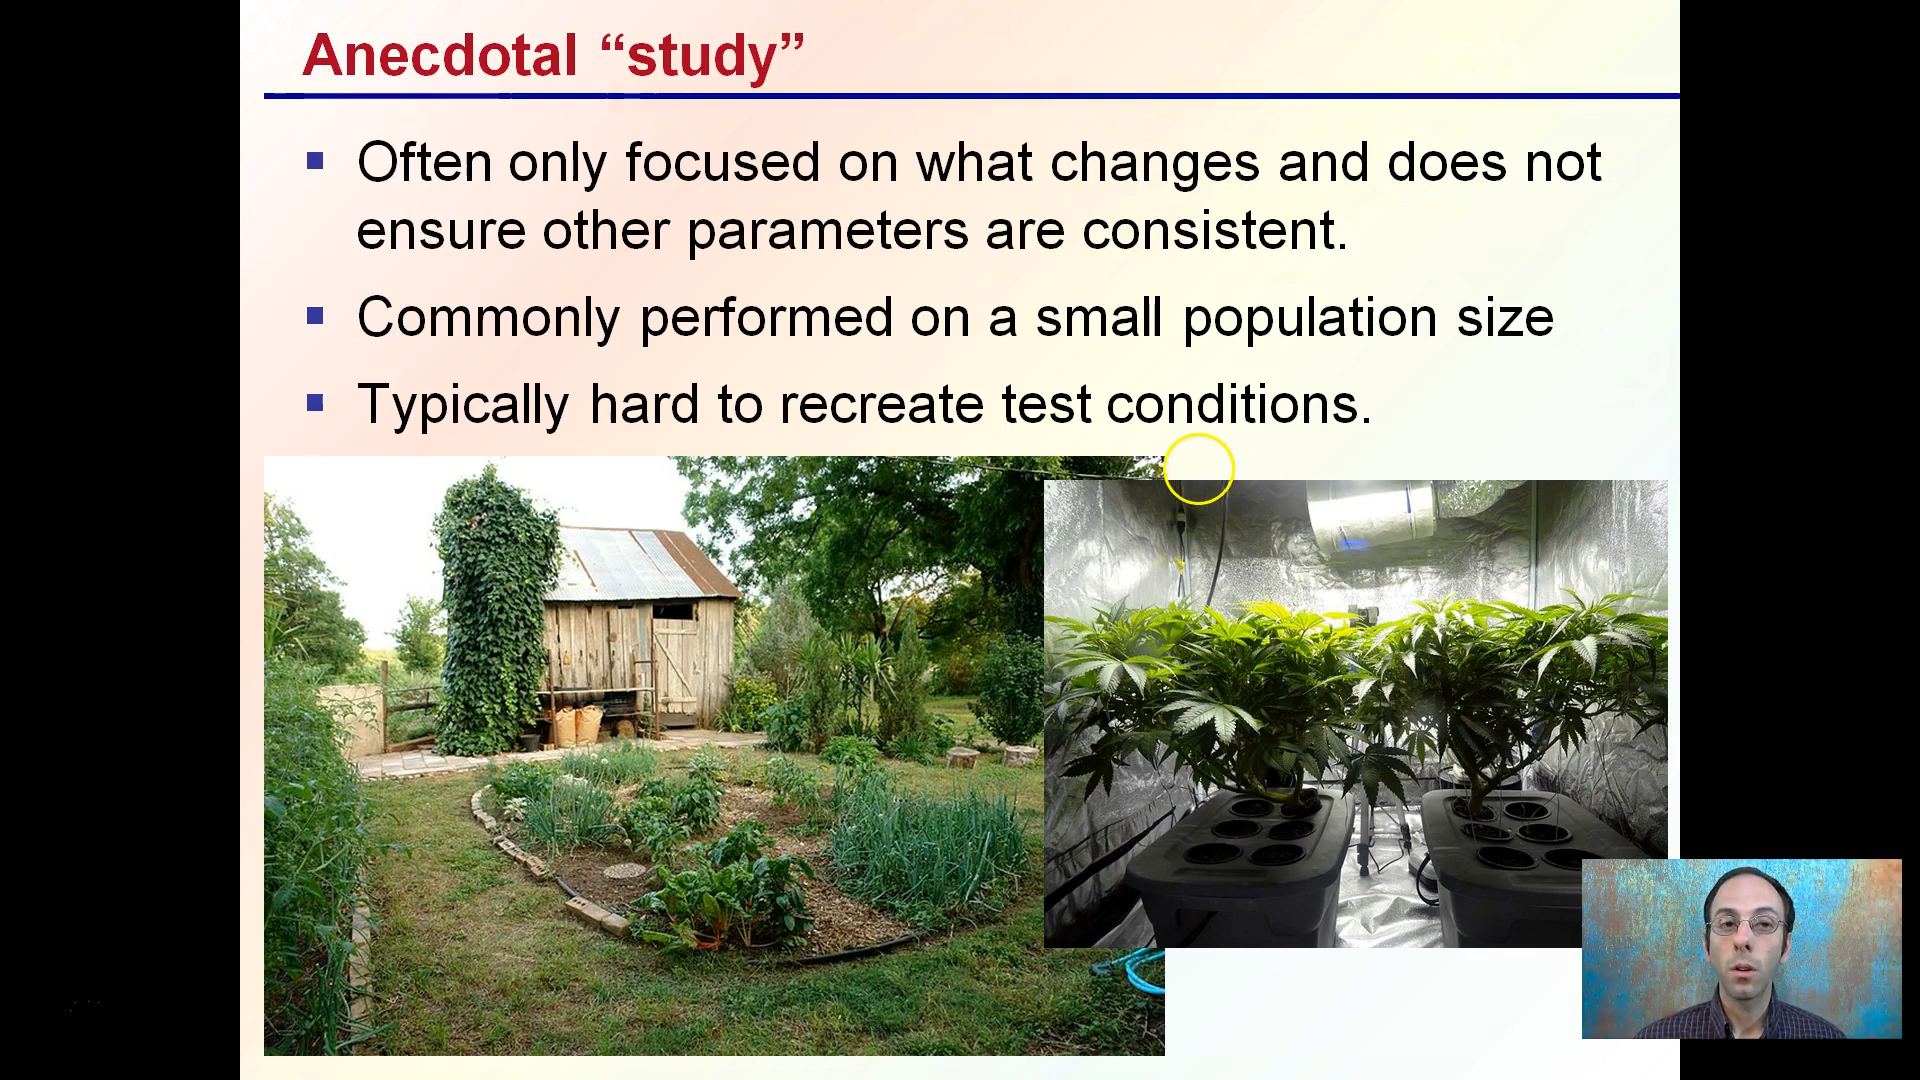 Anecdotal “study”
Often only focused on what changes and does not
ensure other parameters are consistent.
Commonly performed on a small population size
Typically hard to recreate test conditions.